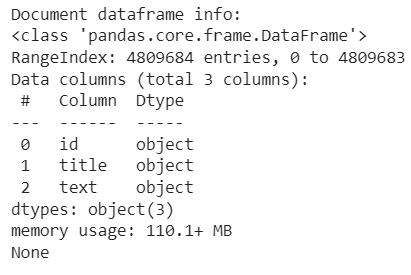 Document dataframe info:
<class 'pandas.core.frame.DataFrame'>
RangeIndex: 4809684 entries, 0 to 4809683
Data columns (total 3 columns):
 #   Column  Dtype
---  ------  -----
 0   id      object
 1   title   object
 2   text    object
dtypes: object(3)
memory usage: 110.1+ MB
None